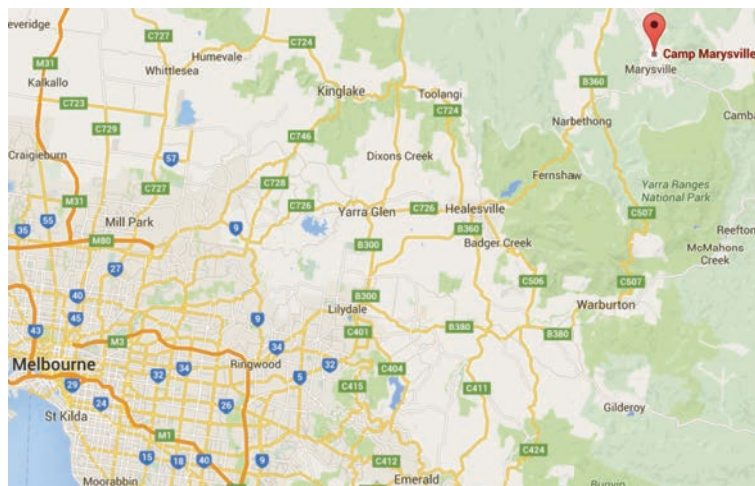 everidge
C727
Humevale
C724
M31
Whittlesea
Kalkallo
Kinglake
Toolangi
B360
Marysville
Camp Marysville
C723
C729
C746
C724
Narbethong
Camba
Craigieburn
57
Dixons Creek
C727
C728
Fernshaw
Yarra Ranges
National Park
M31
C726
Yarra Glen
C726
Healesville
C507
55
35
Mill Park
9
B360
Reefton
M80
B300
Badger Creek
McMahons
Creek
27
C506
C507
40
B300
Warburton
45
9
Lilydale
43
C401
B380
B380
M3
34
Melbourne
32
34
Ringwood
32
C404
29
5
C415
C411
24
26
St Kilda
Gilderoy
M1
C424
15
18
40
9
C412
Moorabbin
Emerald